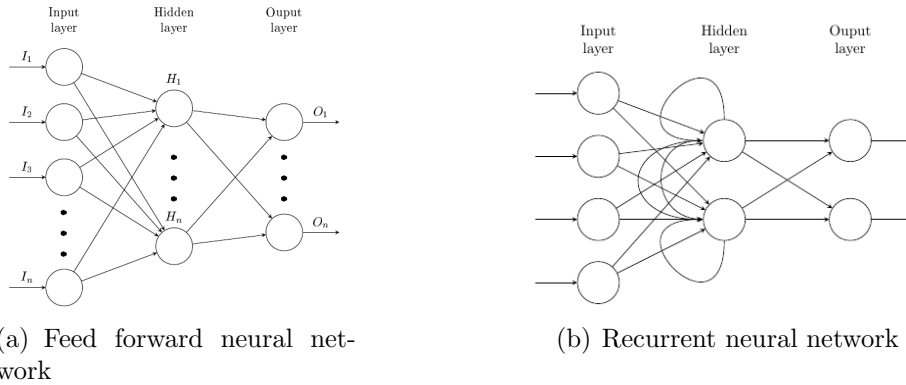 Input layer
Hidden layer
Ouput layer
I1
I2
I3
In
H1
Hn
O1
On
(a) Feed forward neural net-
work
Input layer
Hidden layer
Ouput layer
(b) Recurrent neural network